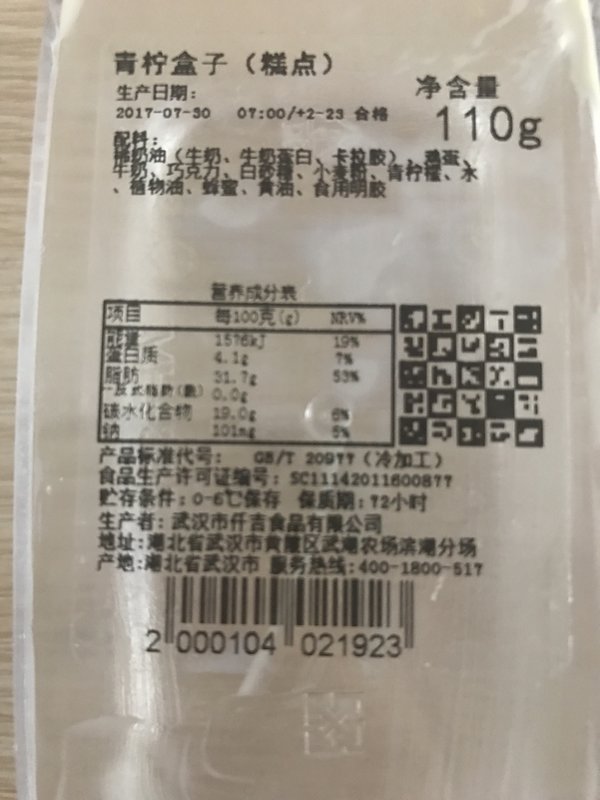 青柠盒子（糕点）
净含量
生产日期：
2017-07-30 07:00/+2-23 合格
110g
配料：
稀奶油（牛奶、牛奶蛋白、卡拉胶）、鸡蛋、
牛奶、巧克力、白砂糖、小麦粉、青柠檬、水
、植物油、蜂蜜、黄油、食用明胶
营养成分表
项目 每100克(g) NRV%
能量 1576kJ 19%
蛋白质 4.1g 7%
脂肪 31.7g 53%
-反式脂肪(酸) 0.0g
碳水化合物 19.0g 6%
钠 101mg 5%
产品标准代号： GB/T 20977（冷加工）
食品生产许可证编号：SC11142011600877
贮存条件：0-6℃保存 保质期：72小时
生产者：武汉市仟吉食品有限公司
地址:湖北省武汉市黄陂区武湖农场滨湖分场
产地:湖北省武汉市 服务热线:400-1800-517
2 000104 021923